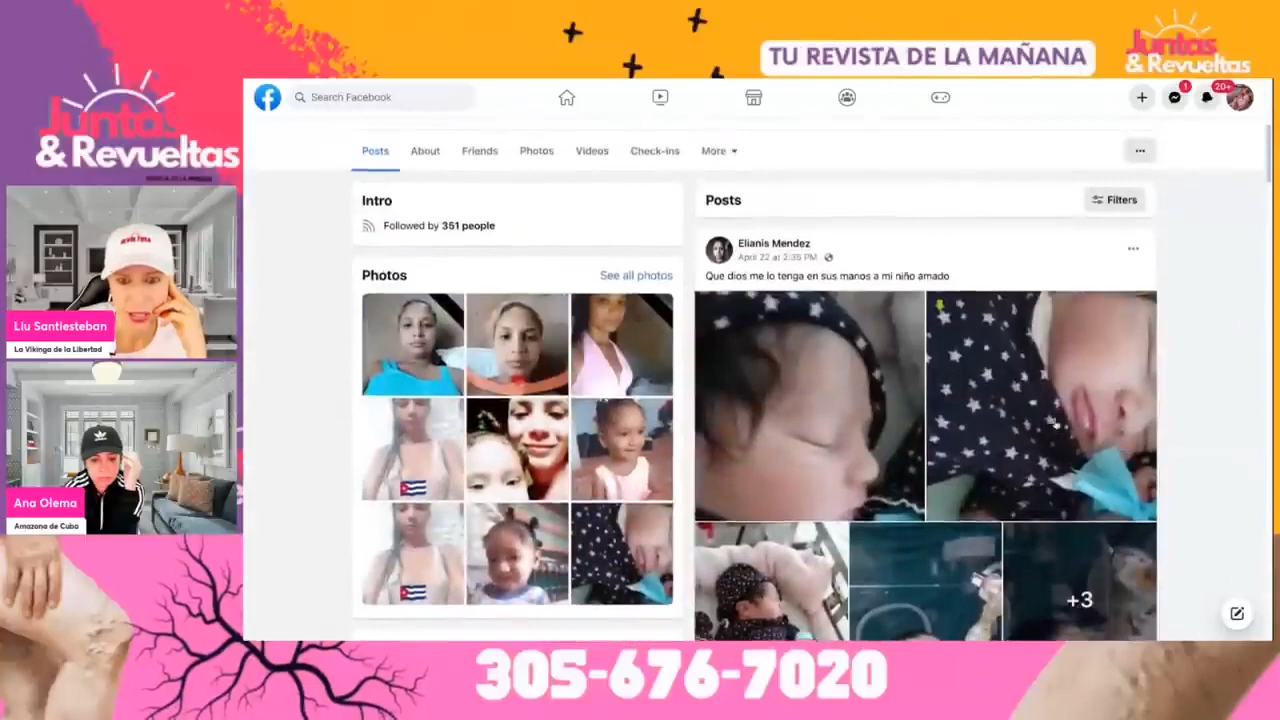 TU REVISTA DE LA MAÑANA
Juntas
& Revueltas
Juntas
& Revueltas
Search Facebook
1
20+
Posts
About
Friends
Photos
Videos
Check-ins
More
Intro
Followed by 351 people
Photos
See all photos
Posts
Filters
Elianis Mendez
April 22 at 2:35 PM
Que dios me lo tenga en sus manos a mi niño amado
+3
Liu Santiesteban
La Vikinga de la Libertad
Ana Olema
Amazona de Cuba
305-676-7020